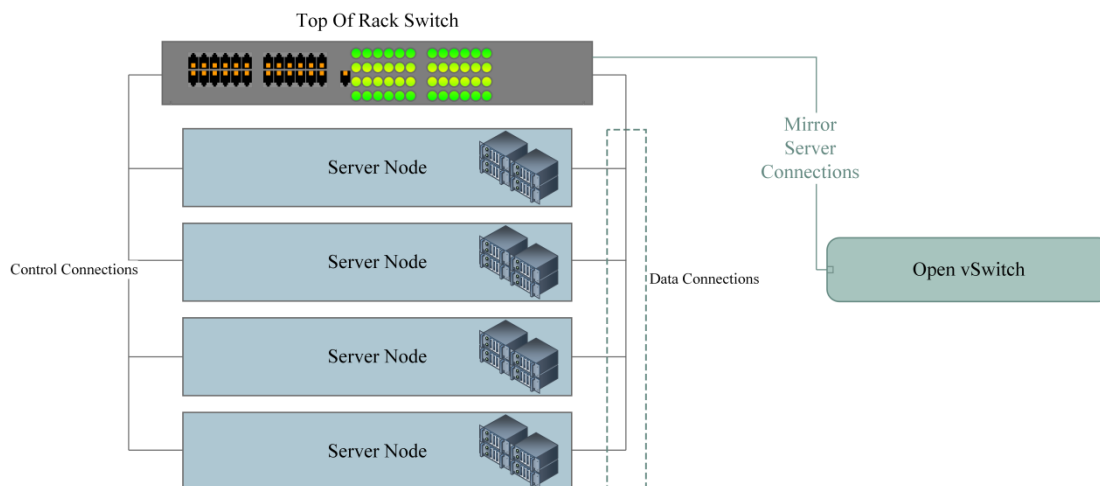 Top Of Rack Switch
Server Node
Mirror
Server
Connections
Server Node
Control Connections
Data Connections
Open vSwitch
Server Node
Server Node